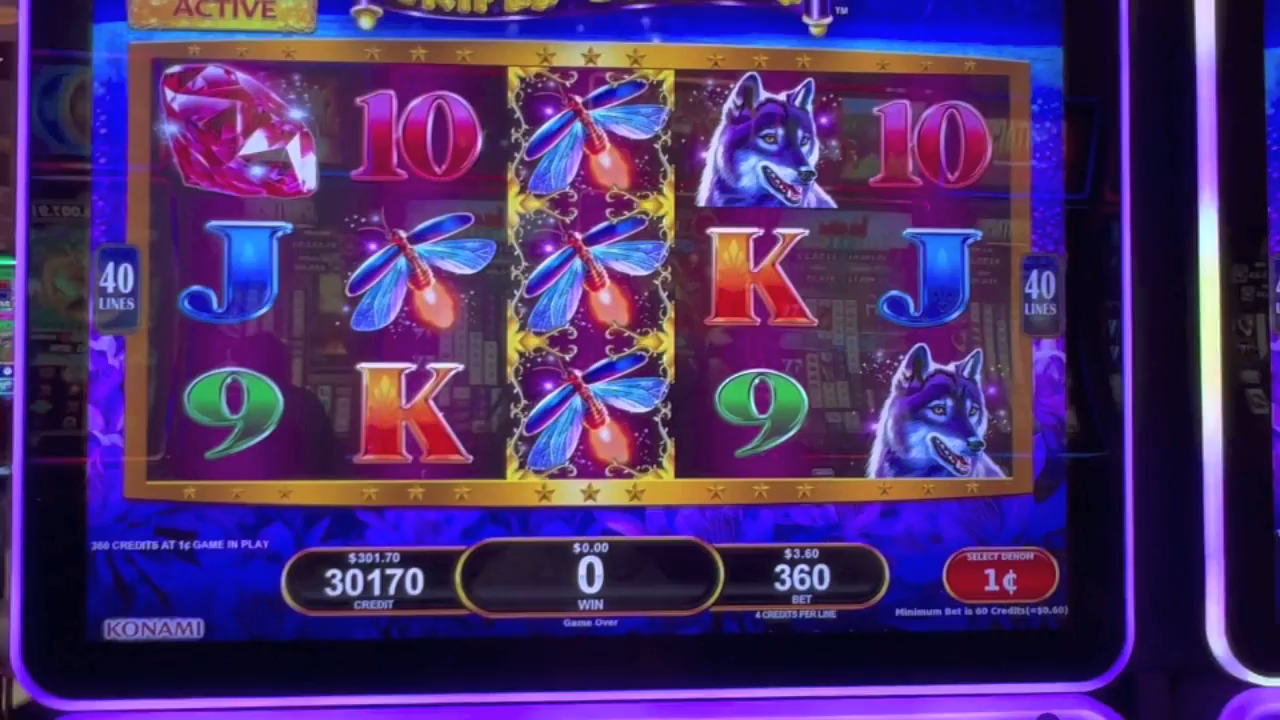 ACTIVE
TM
10
10
J
K
J
40
LINES
40
LINES
9
K
9
360 CREDITS AT 1¢ GAME IN PLAY
$301.70
30170
CREDIT
$0.00
0
WIN
Game Over
$3.60
360
BET
4 CREDITS PER LINE
SELECT DENOM
1¢
Minimum Bet is 60 Credits(=$0.60)
KONAMI